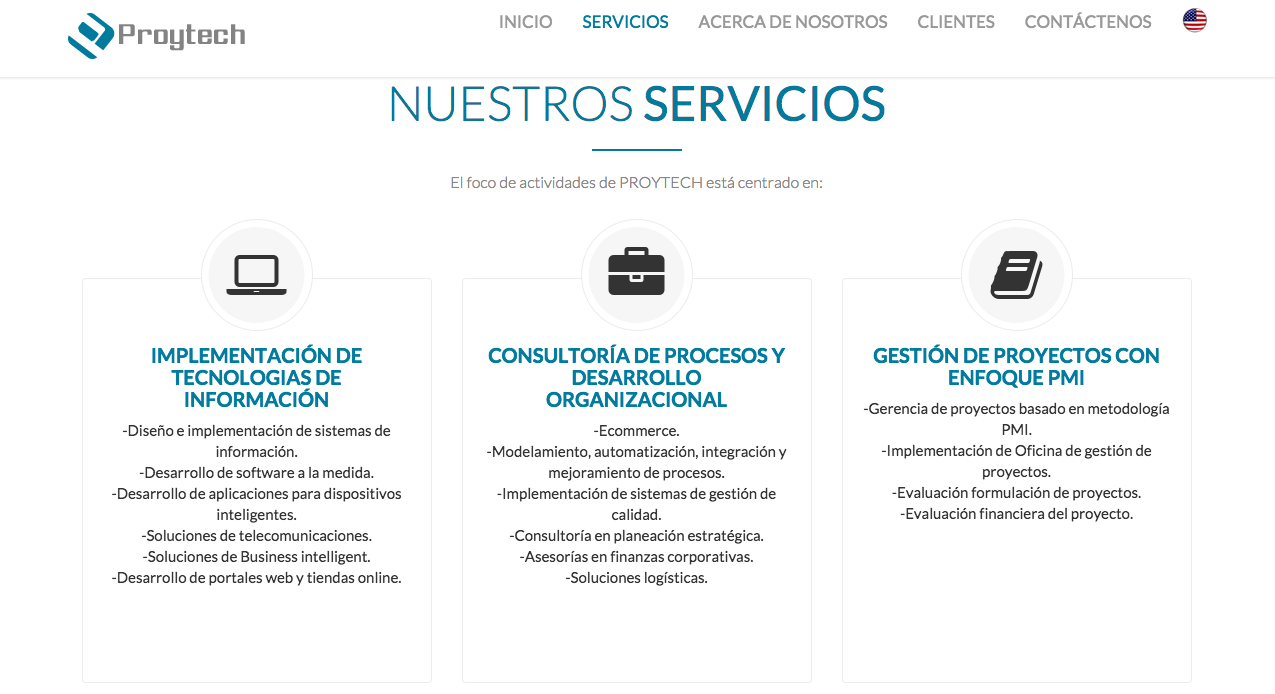 Proytech
INICIO
SERVICIOS
ACERCA DE NOSOTROS
CLIENTES
CONTÁCTENOS
NUESTROS SERVICIOS
El foco de actividades de PROYTECH está centrado en:
IMPLEMENTACIÓN DE
TECNOLOGIAS DE
INFORMACIÓN
-Diseño e implementación de sistemas de
información.
-Desarrollo de software a la medida.
-Desarrollo de aplicaciones para dispositivos
inteligentes.
-Soluciones de telecomunicaciones.
-Soluciones de Business intelligent.
-Desarrollo de portales web y tiendas online.
CONSULTORÍA DE PROCESOS Y
DESARROLLO
ORGANIZACIONAL
-Ecommerce.
-Modelamiento, automatización, integración y
mejoramiento de procesos.
-Implementación de sistemas de gestión de
calidad.
-Consultoría en planeación estratégica.
-Asesorías en finanzas corporativas.
-Soluciones logísticas.
GESTIÓN DE PROYECTOS CON
ENFOQUE PMI
-Gerencia de proyectos basado en metodología
PMI.
-Implementación de Oficina de gestión de
proyectos.
-Evaluación formulación de proyectos.
-Evaluación financiera del proyecto.